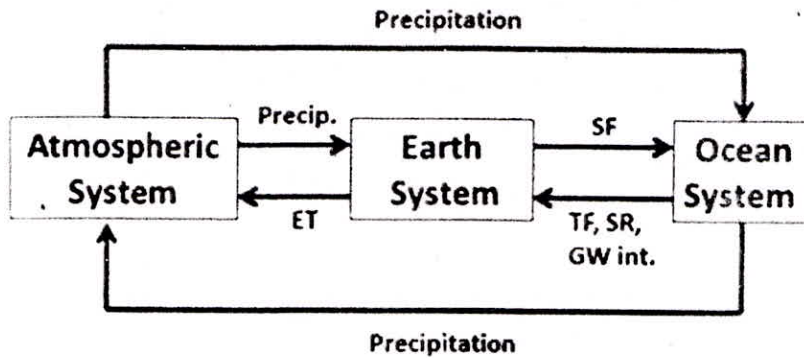 Precipitation
Atmospheric
System
Precip.
ET
Earth
System
SF
TF, SR,
GW int.
Ocean
System
Precipitation